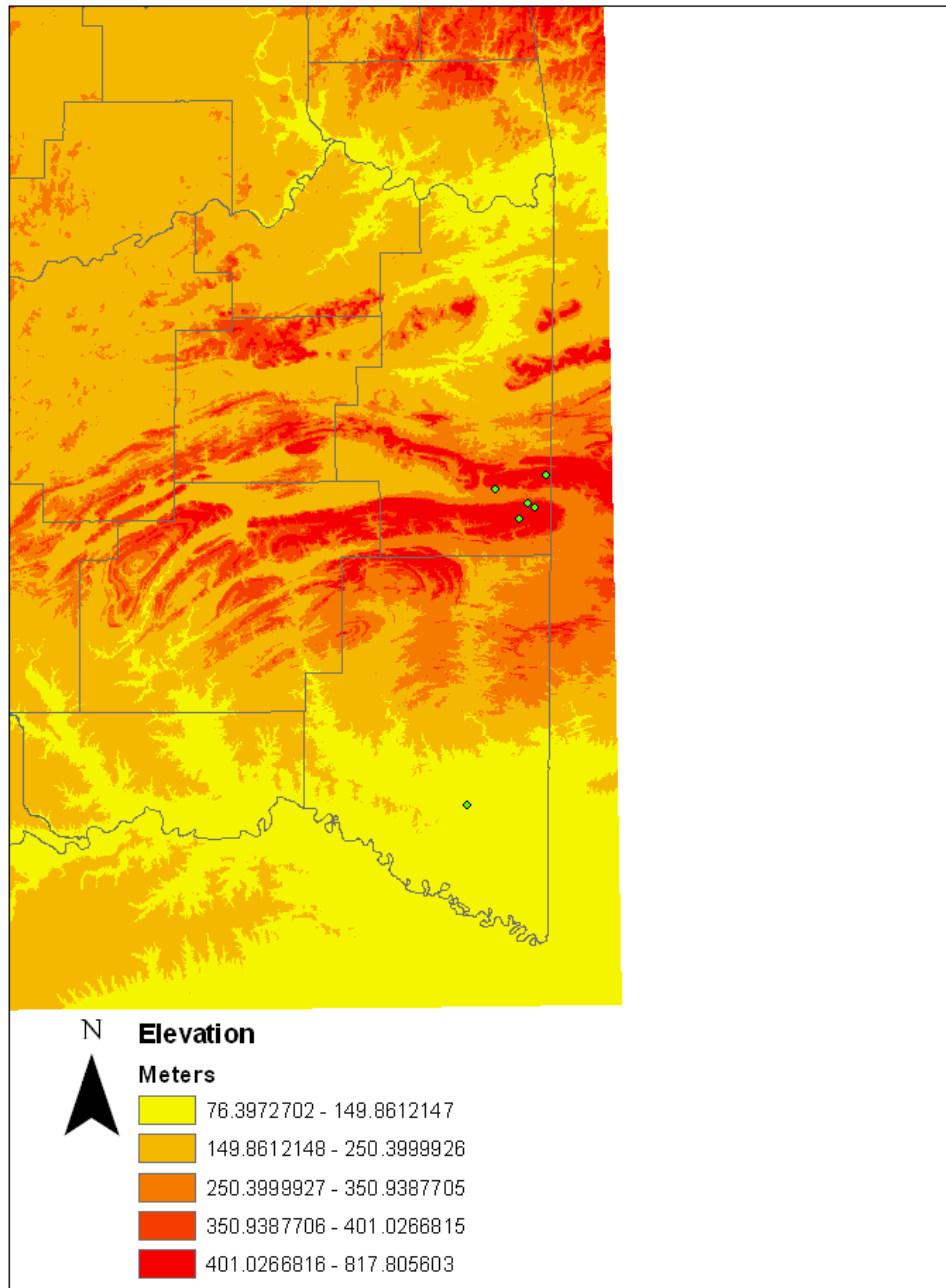 N
Elevation
Meters
76.3972702 - 149.8612147
149.8612148 - 250.3999926
250.3999927 - 350.9387705
350.9387706 - 401.0266815
401.0266816 - 817.805603